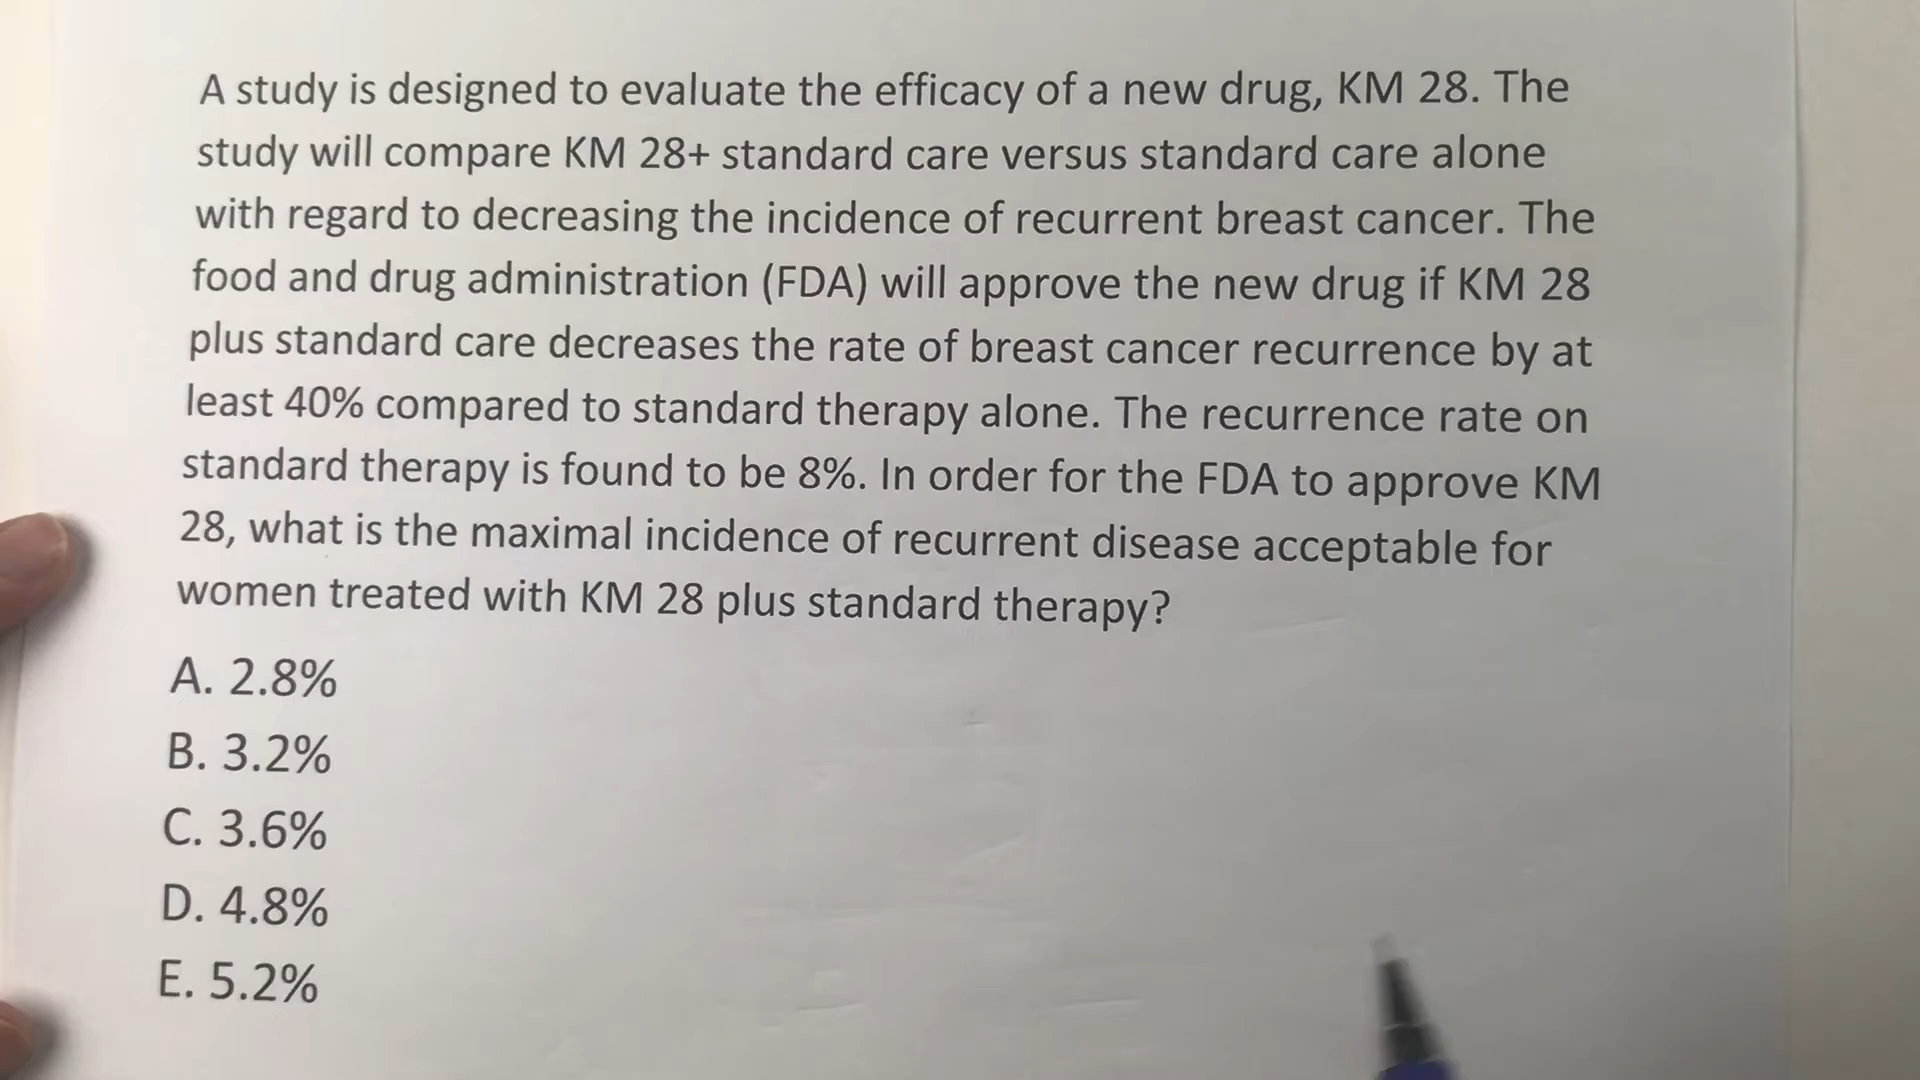 A study is designed to evaluate the efficacy of a new drug, KM 28. The
study will compare KM 28+ standard care versus standard care alone
with regard to decreasing the incidence of recurrent breast cancer. The
food and drug administration (FDA) will approve the new drug if KM 28
plus standard care decreases the rate of breast cancer recurrence by at
least 40% compared to standard therapy alone. The recurrence rate on
standard therapy is found to be 8%. In order for the FDA to approve KM
28, what is the maximal incidence of recurrent disease acceptable for
women treated with KM 28 plus standard therapy?
A. 2.8%
B. 3.2%
C. 3.6%
D. 4.8%
E. 5.2%